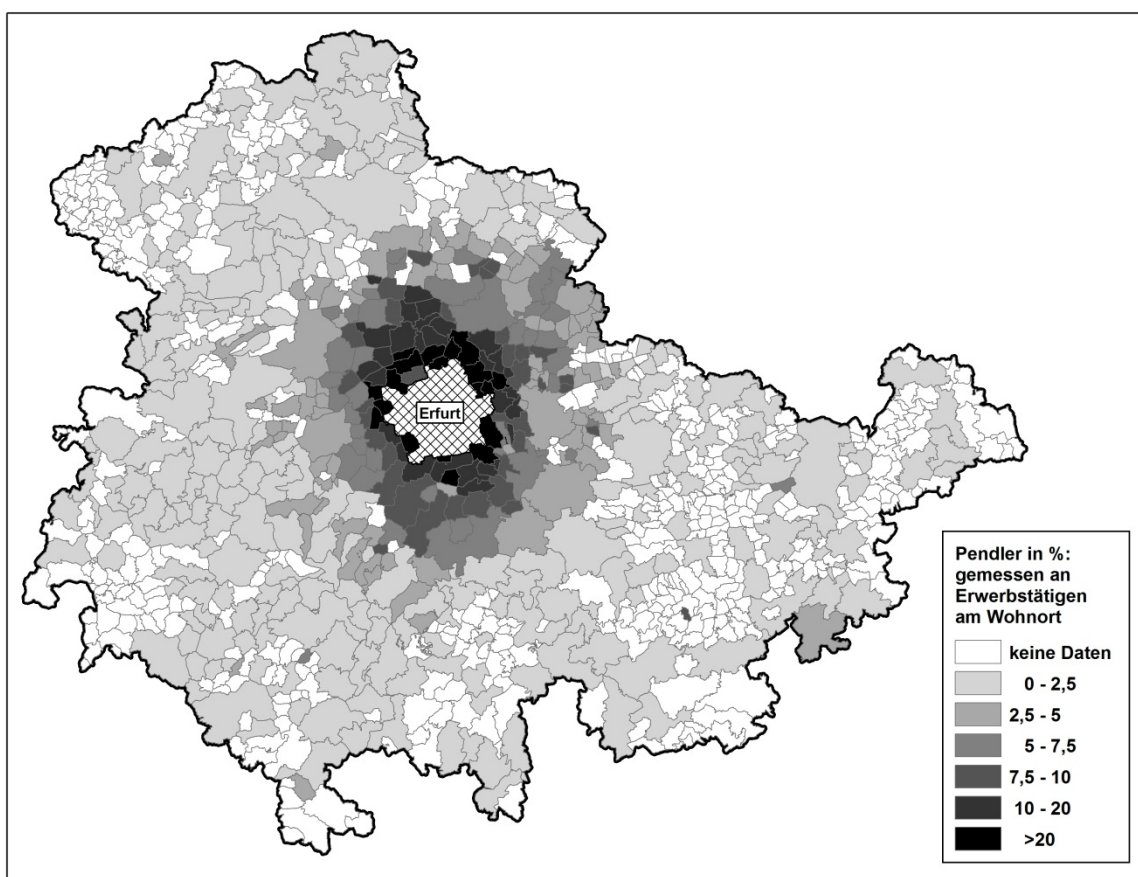 Erfurt
Pendler in %:
gemessen an
Erwerbstätigen
am Wohnort
keine Daten
0 - 2,5
2,5 - 5
5 - 7,5
7,5 - 10
10 - 20
>20